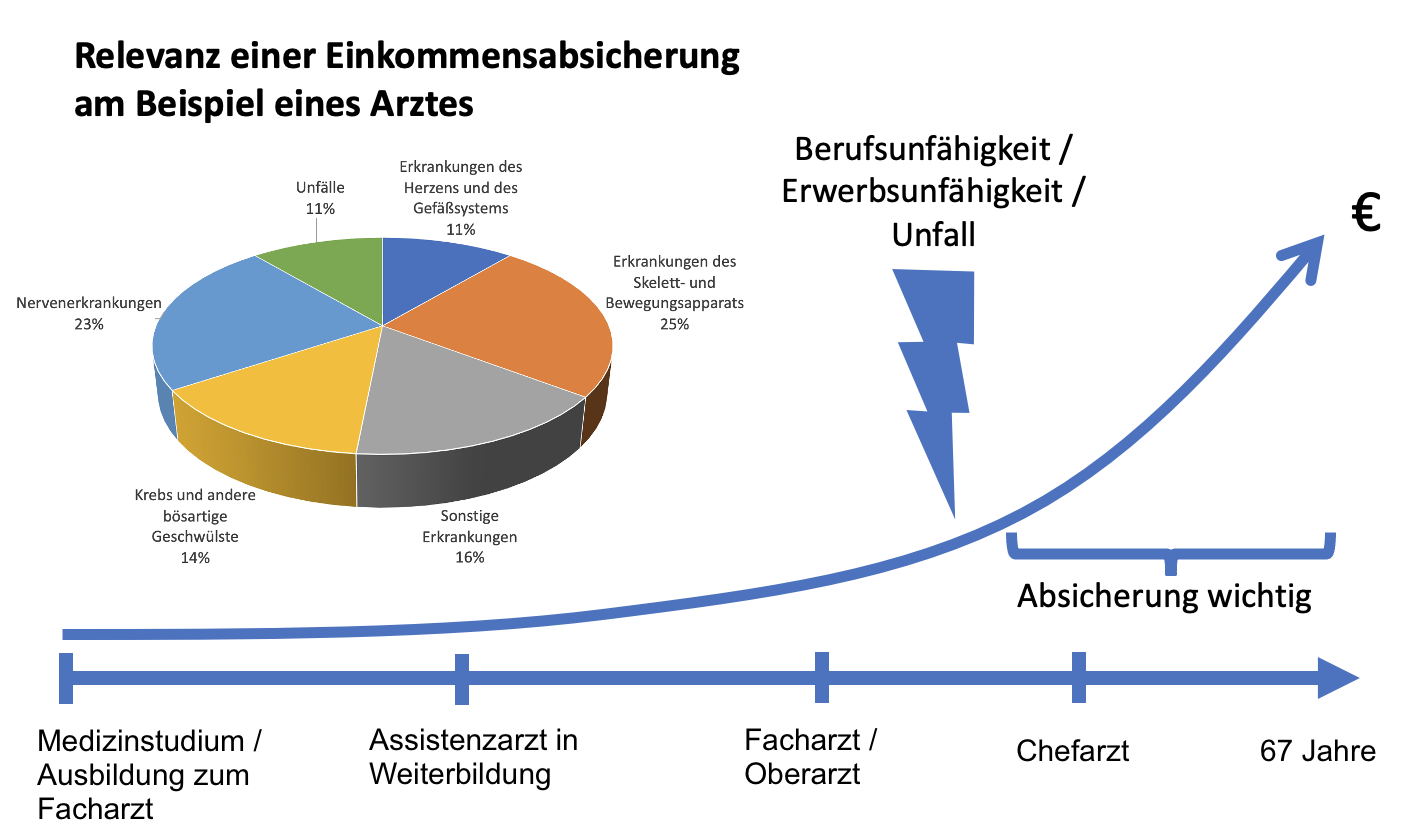 Relevanz einer Einkommensabsicherung
am Beispiel eines Arztes
Berufsunfähigkeit /
Erwerbsunfähigkeit /
Unfall
€
Erkrankungen des
Herzens und des
Gefäßsystems
11%
Unfälle
11%
Erkrankungen des
Skelett- und
Bewegungsapparats
25%
Nervenerkrankungen
23%
Krebs und andere
bösartige
Geschwülste
14%
Sonstige
Erkrankungen
16%
Absicherung wichtig
Medizinstudium /
Ausbildung zum
Facharzt
Assistenzarzt in
Weiterbildung
Facharzt /
Oberarzt
Chefarzt
67 Jahre